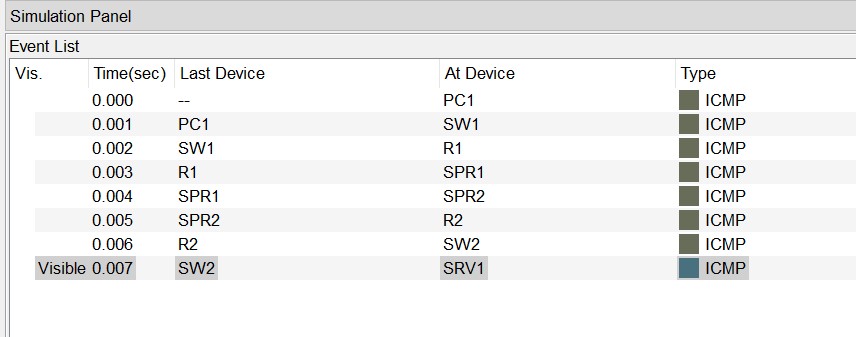 Simulation Panel
Event List
Vis. Time(sec) Last Device At Device Type
0.000 -- PC1 ICMP
0.001 PC1 SW1 ICMP
0.002 SW1 R1 ICMP
0.003 R1 SPR1 ICMP
0.004 SPR1 SPR2 ICMP
0.005 SPR2 R2 ICMP
0.006 R2 SW2 ICMP
Visible 0.007 SW2 SRV1 ICMP